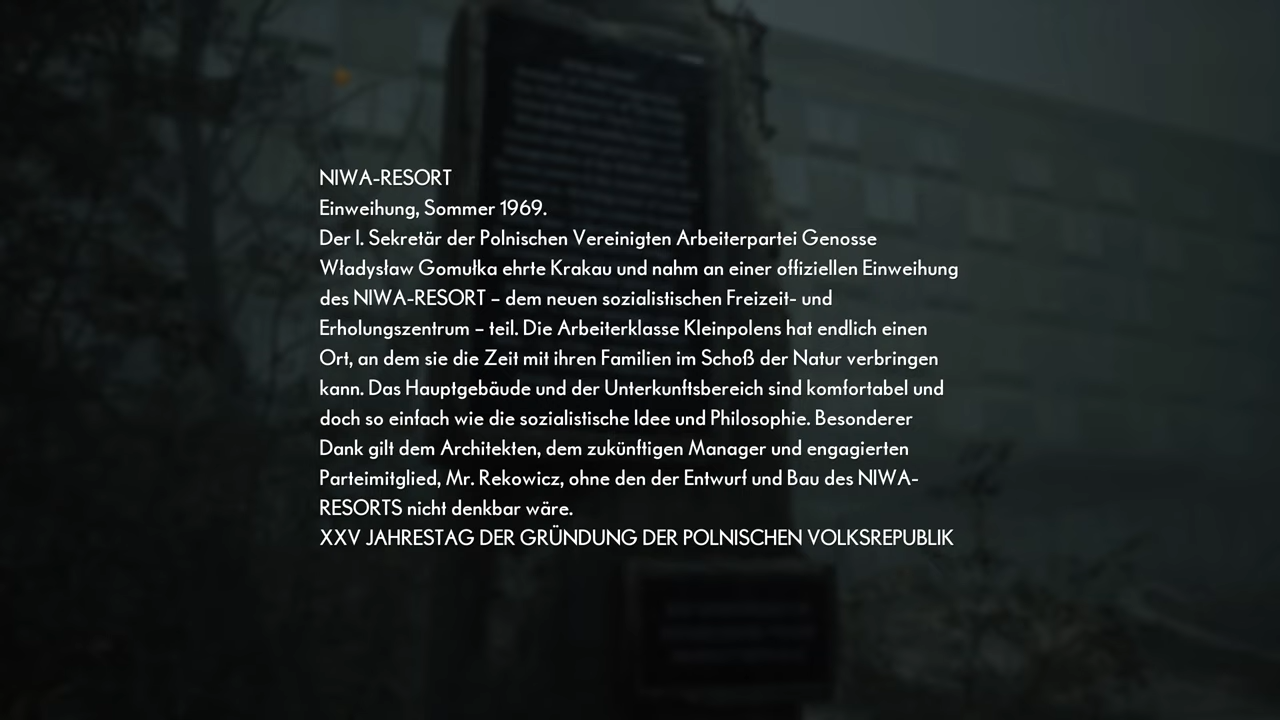 NIWA-RESORT
Einweihung, Sommer 1969.
Der I. Sekretär der Polnischen Vereinigten Arbeiterpartei Genosse
Władysław Gomułka ehrte Krakau und nahm an einer offiziellen Einweihung
des NIWA-RESORT – dem neuen sozialistischen Freizeit- und
Erholungszentrum – teil. Die Arbeiterklasse Kleinpolens hat endlich einen
Ort, an dem sie die Zeit mit ihren Familien im Schoß der Natur verbringen
kann. Das Hauptgebäude und der Unterkunftsbereich sind komfortabel und
doch so einfach wie die sozialistische Idee und Philosophie. Besonderer
Dank gilt dem Architekten, dem zukünftigen Manager und engagierten
Parteimitglied, Mr. Rekowicz, ohne den der Entwurf und Bau des NIWA-
RESORTS nicht denkbar wäre.
XXV JAHRESTAG DER GRÜNDUNG DER POLNISCHEN VOLKSREPUBLIK